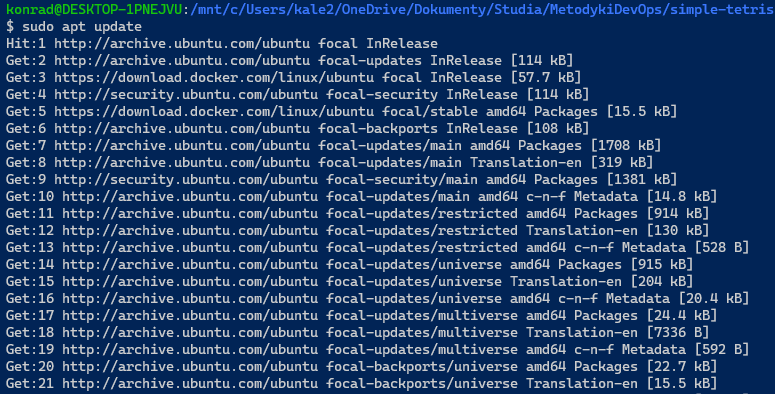 konrad@DESKTOP-1PNEJVU:/mnt/c/Users/kale2/OneDrive/Dokumenty/Studia/MetodykiDevOps/simple-tetris
$ sudo apt update
Hit:1 http://archive.ubuntu.com/ubuntu focal InRelease
Get:2 http://archive.ubuntu.com/ubuntu focal-updates InRelease [114 kB]
Get:3 https://download.docker.com/linux/ubuntu focal InRelease [57.7 kB]
Get:4 http://security.ubuntu.com/ubuntu focal-security InRelease [114 kB]
Get:5 https://download.docker.com/linux/ubuntu focal/stable amd64 Packages [15.5 kB]
Get:6 http://archive.ubuntu.com/ubuntu focal-backports InRelease [108 kB]
Get:7 http://archive.ubuntu.com/ubuntu focal-updates/main amd64 Packages [1708 kB]
Get:8 http://archive.ubuntu.com/ubuntu focal-updates/main Translation-en [319 kB]
Get:9 http://security.ubuntu.com/ubuntu focal-security/main amd64 Packages [1381 kB]
Get:10 http://archive.ubuntu.com/ubuntu focal-updates/main amd64 c-n-f Metadata [14.8 kB]
Get:11 http://archive.ubuntu.com/ubuntu focal-updates/restricted amd64 Packages [914 kB]
Get:12 http://archive.ubuntu.com/ubuntu focal-updates/restricted Translation-en [130 kB]
Get:13 http://archive.ubuntu.com/ubuntu focal-updates/restricted amd64 c-n-f Metadata [528 B]
Get:14 http://archive.ubuntu.com/ubuntu focal-updates/universe amd64 Packages [915 kB]
Get:15 http://archive.ubuntu.com/ubuntu focal-updates/universe Translation-en [204 kB]
Get:16 http://archive.ubuntu.com/ubuntu focal-updates/universe amd64 c-n-f Metadata [20.4 kB]
Get:17 http://archive.ubuntu.com/ubuntu focal-updates/multiverse amd64 Packages [24.4 kB]
Get:18 http://archive.ubuntu.com/ubuntu focal-updates/multiverse Translation-en [7336 B]
Get:19 http://archive.ubuntu.com/ubuntu focal-updates/multiverse amd64 c-n-f Metadata [592 B]
Get:20 http://archive.ubuntu.com/ubuntu focal-backports/universe amd64 Packages [22.7 kB]
Get:21 http://archive.ubuntu.com/ubuntu focal-backports/universe Translation-en [15.5 kB]